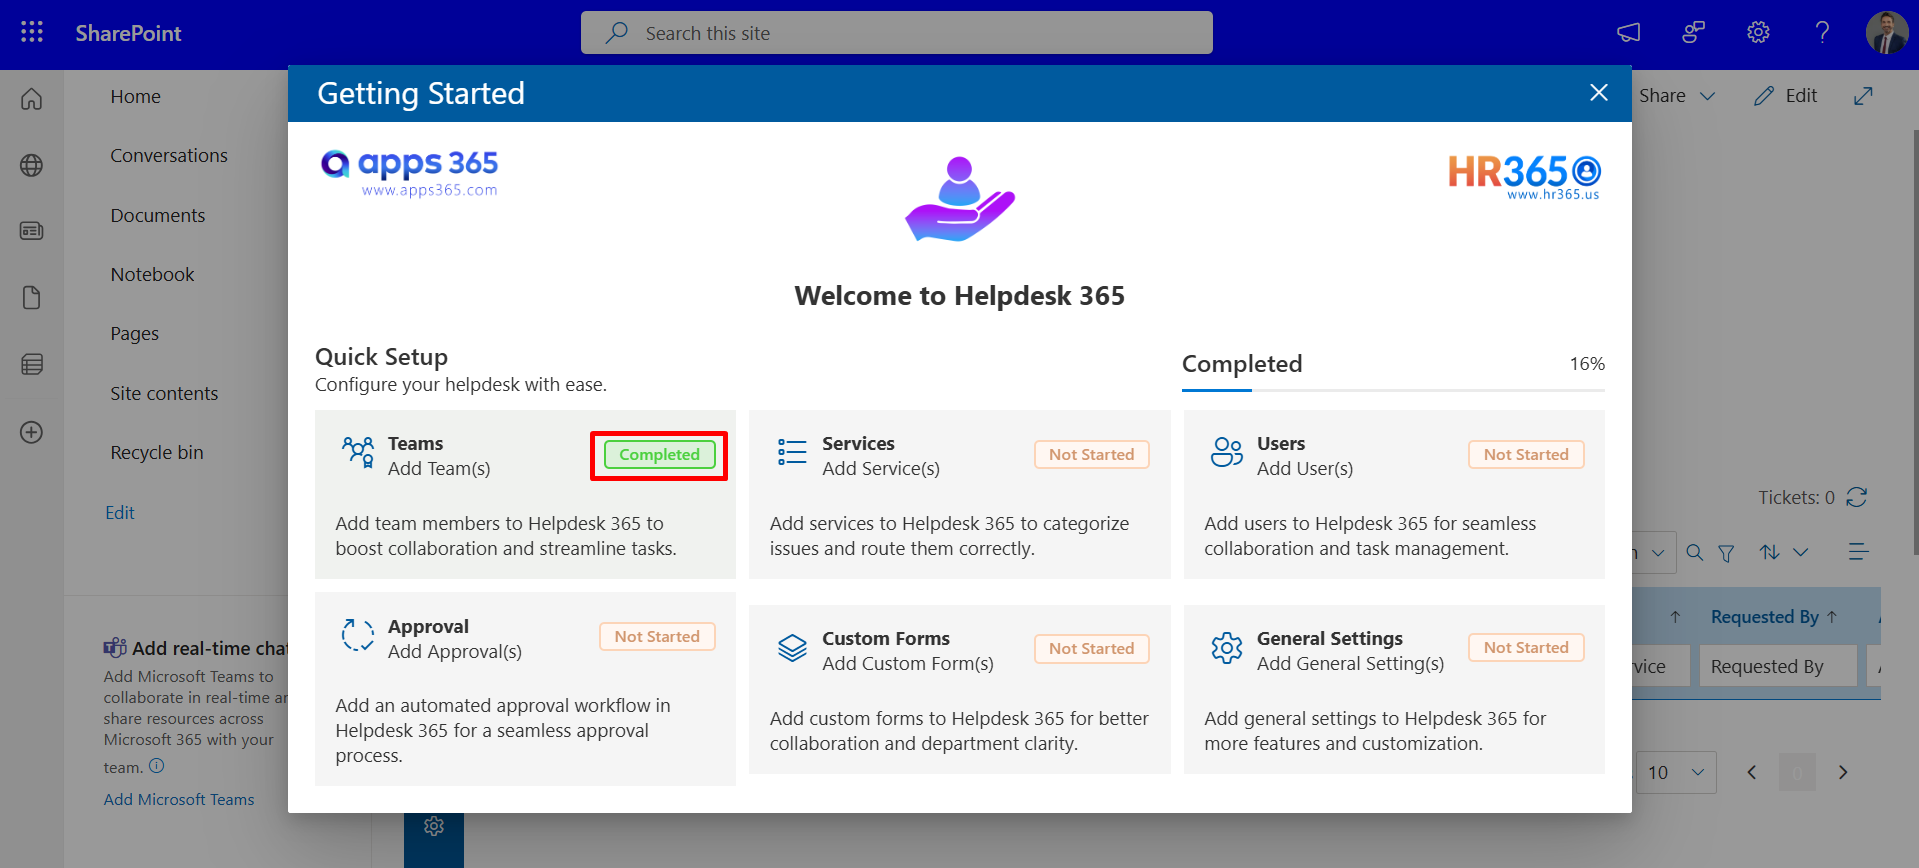 SharePoint
Search this site
Home
Conversations
Documents
Notebook
Pages
Site contents
Recycle bin
Edit
Add real-time chat
Add Microsoft Teams to
collaborate in real-time
share resources across
Microsoft 365 with your
team.
Add Microsoft Teams
Getting Started
apps 365
www.apps365.com
HR365
www.hr365.us
Welcome to Helpdesk 365
Quick Setup
Configure your helpdesk with ease.
Completed 16%
Teams
Add Team(s)
Completed
Add team members to Helpdesk 365 to
boost collaboration and streamline tasks.
Services
Add Service(s)
Not Started
Add services to Helpdesk 365 to categorize
issues and route them correctly.
Users
Add User(s)
Not Started
Add users to Helpdesk 365 for seamless
collaboration and task management.
Approval
Add Approval(s)
Not Started
Add an automated approval workflow in
Helpdesk 365 for a seamless approval
process.
Custom Forms
Add Custom Form(s)
Not Started
Add custom forms to Helpdesk 365 for better
collaboration and department clarity.
General Settings
Add General Setting(s)
Not Started
Add general settings to Helpdesk 365 for
more features and customization.
Share
Edit
Tickets: 0
Requested By
Requested By
10
0